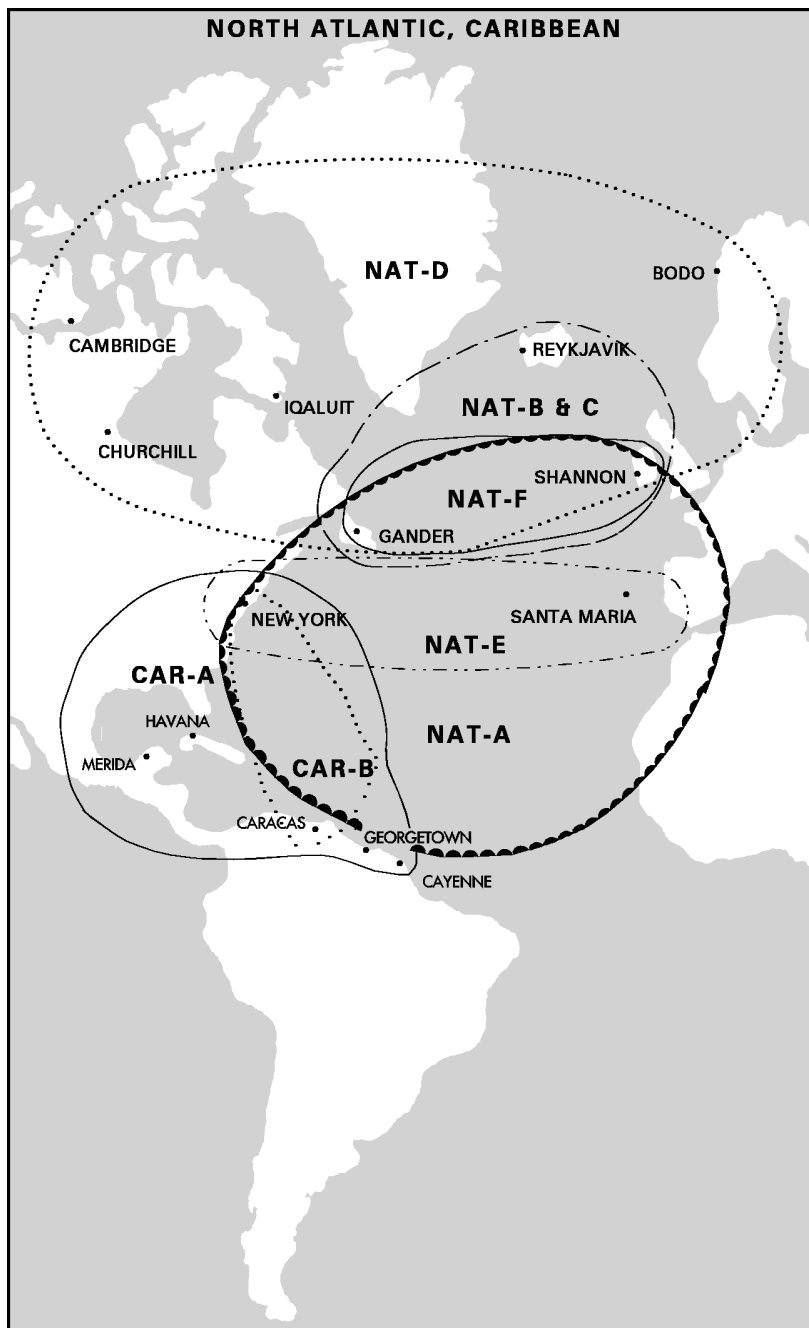 NORTH ATLANTIC, CARIBBEAN
NAT-D
BODO
CAMBRIDGE
REYKJAVIK
IQALUIT
NAT-B & C
CHURCHILL
SHANNON
NAT-F
GANDER
NEW YORK
SANTA MARIA
NAT-E
CAR-A
HAVANA
NAT-A
MERIDA
CAR-B
CARACAS
GEORGETOWN
CAYENNE